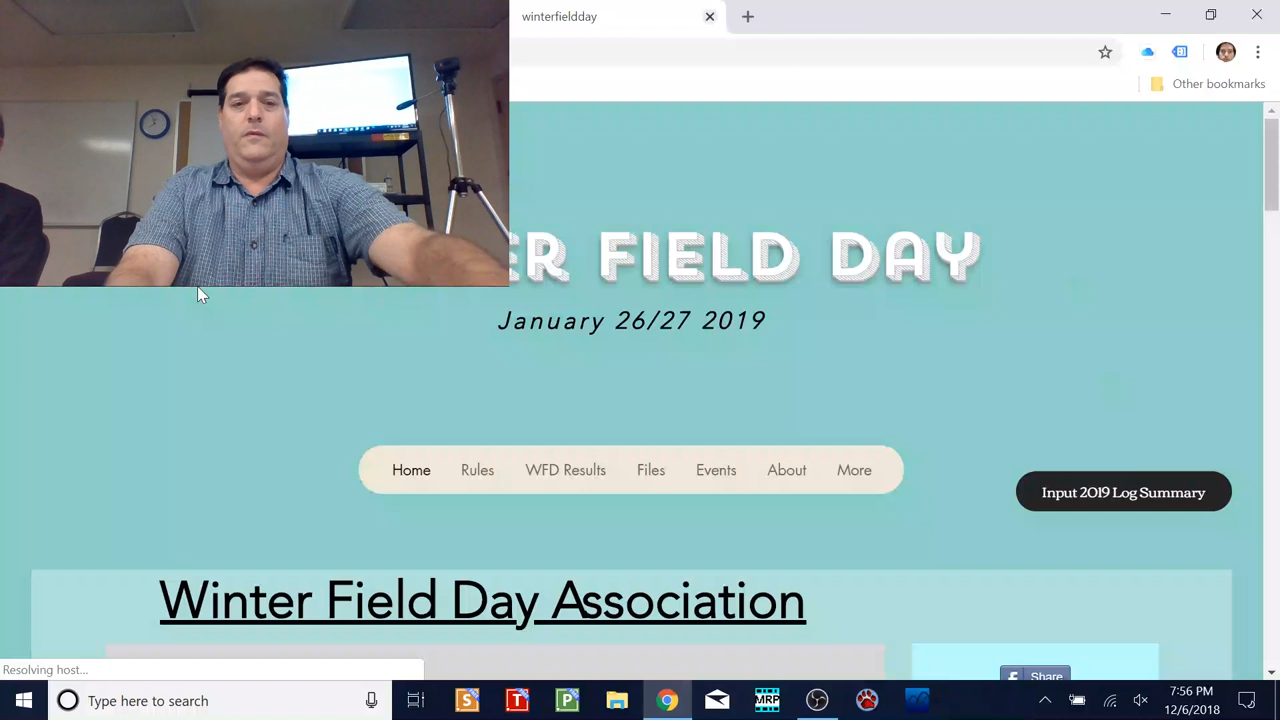 winterfieldday
Other bookmarks
ER FIELD DAY
January 26/27 2019
Home Rules WFD Results Files Events About More
Input 2019 Log Summary
Winter Field Day Association
Share
Resolving host...
Type here to search
S T P MRP
7:56 PM
12/6/2018